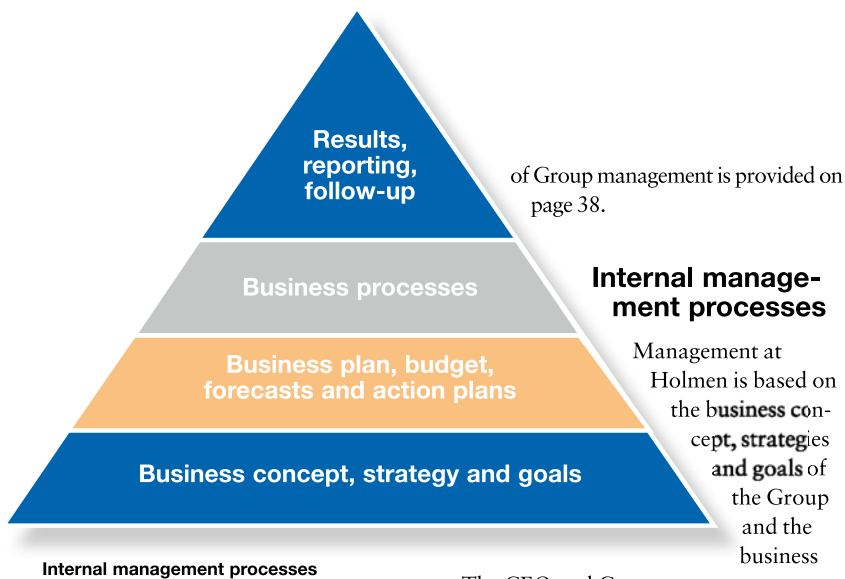 Results,
reporting,
follow-up
Business processes
Business plan, budget,
forecasts and action plans
Business concept, strategy and goals
Internal management processes
of Group management is provided on
page 38.
Internal manage-
ment processes
Management at
Holmen is based on
the business con-
cept, strategies
and goals of
the Group
and the
business